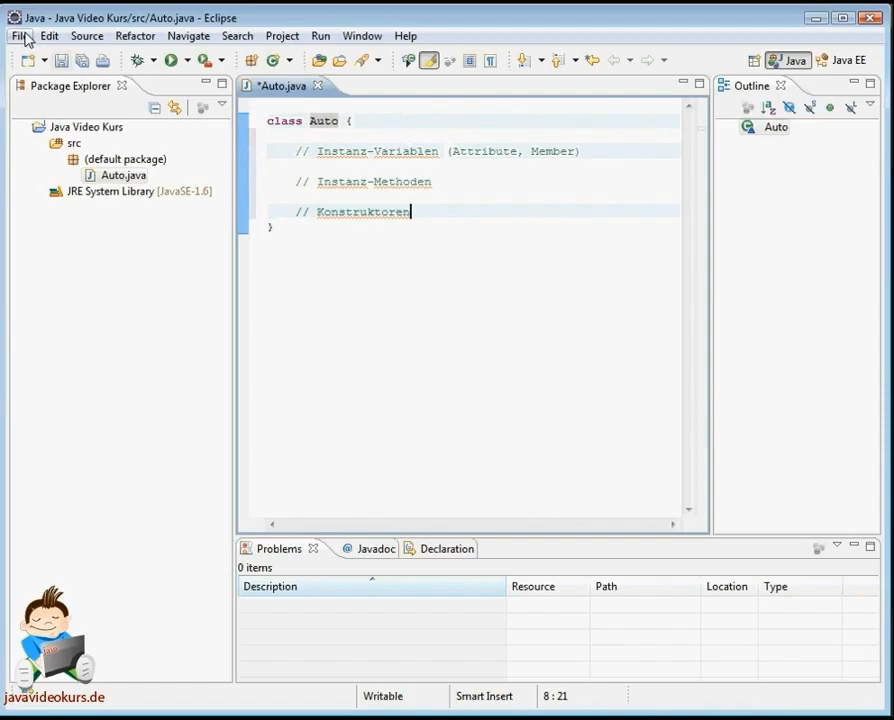 Java - Java Video Kurs/src/Auto.java - Eclipse
File Edit Source Refactor Navigate Search Project Run Window Help
Java Java EE
Package Explorer
*Auto.java
Outline
Java Video Kurs
src
(default package)
Auto.java
JRE System Library [JavaSE-1.6]
class Auto {
// Instanz-Variablen (Attribute, Member)
// Instanz-Methoden
// Konstruktoren
}
Auto
Problems @ Javadoc Declaration
0 items
Description Resource Path Location Type
java
javavideokurs.de
Writable Smart Insert 8 : 21